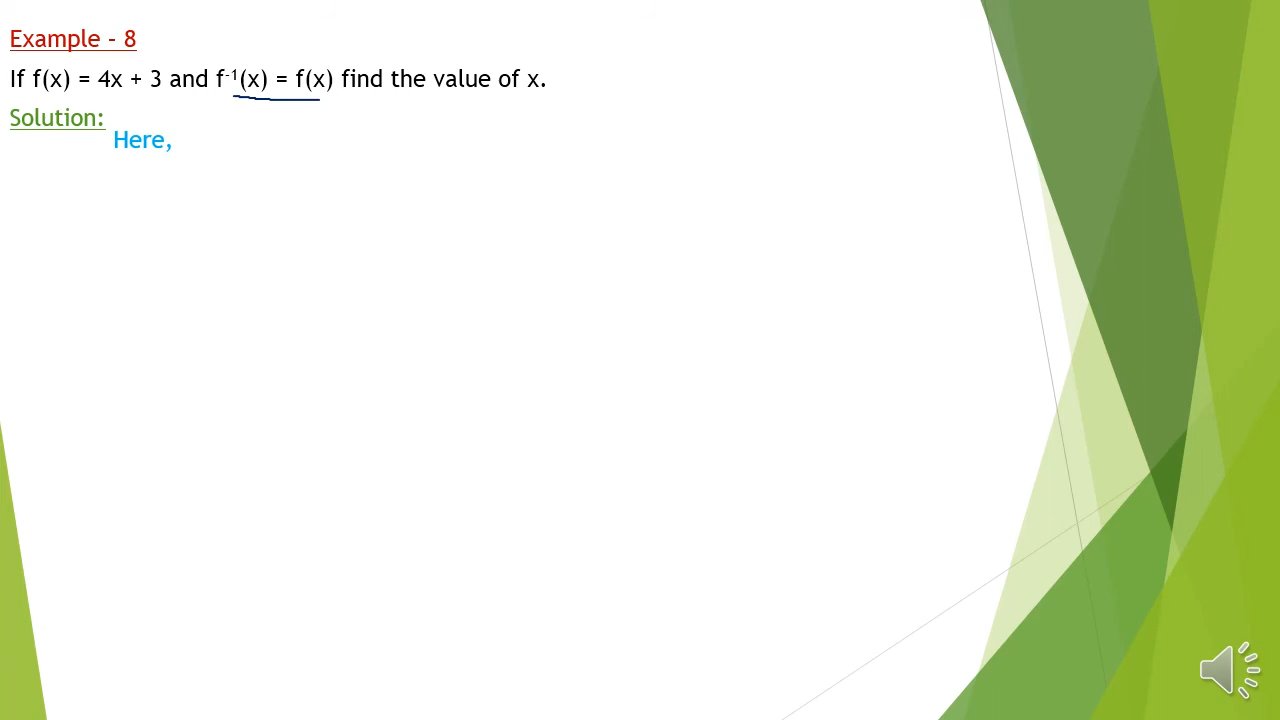 Example - 8
If f(x) = 4x + 3 and f⁻¹(x) = f(x) find the value of x.
Solution:
Here,